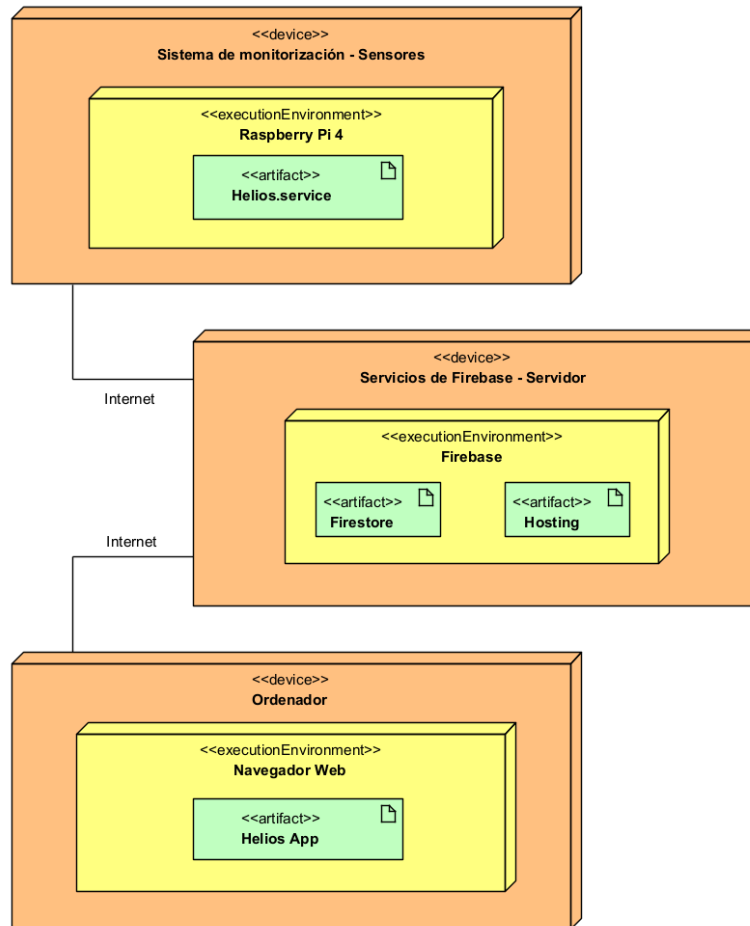 <<device>>
Sistema de monitorización - Sensores
<<executionEnvironment>>
Raspberry Pi 4
<<artifact>>
Helios.service
Internet
<<device>>
Servicios de Firebase - Servidor
<<executionEnvironment>>
Firebase
<<artifact>>
Firestore
<<artifact>>
Hosting
Internet
<<device>>
Ordenador
<<executionEnvironment>>
Navegador Web
<<artifact>>
Helios App